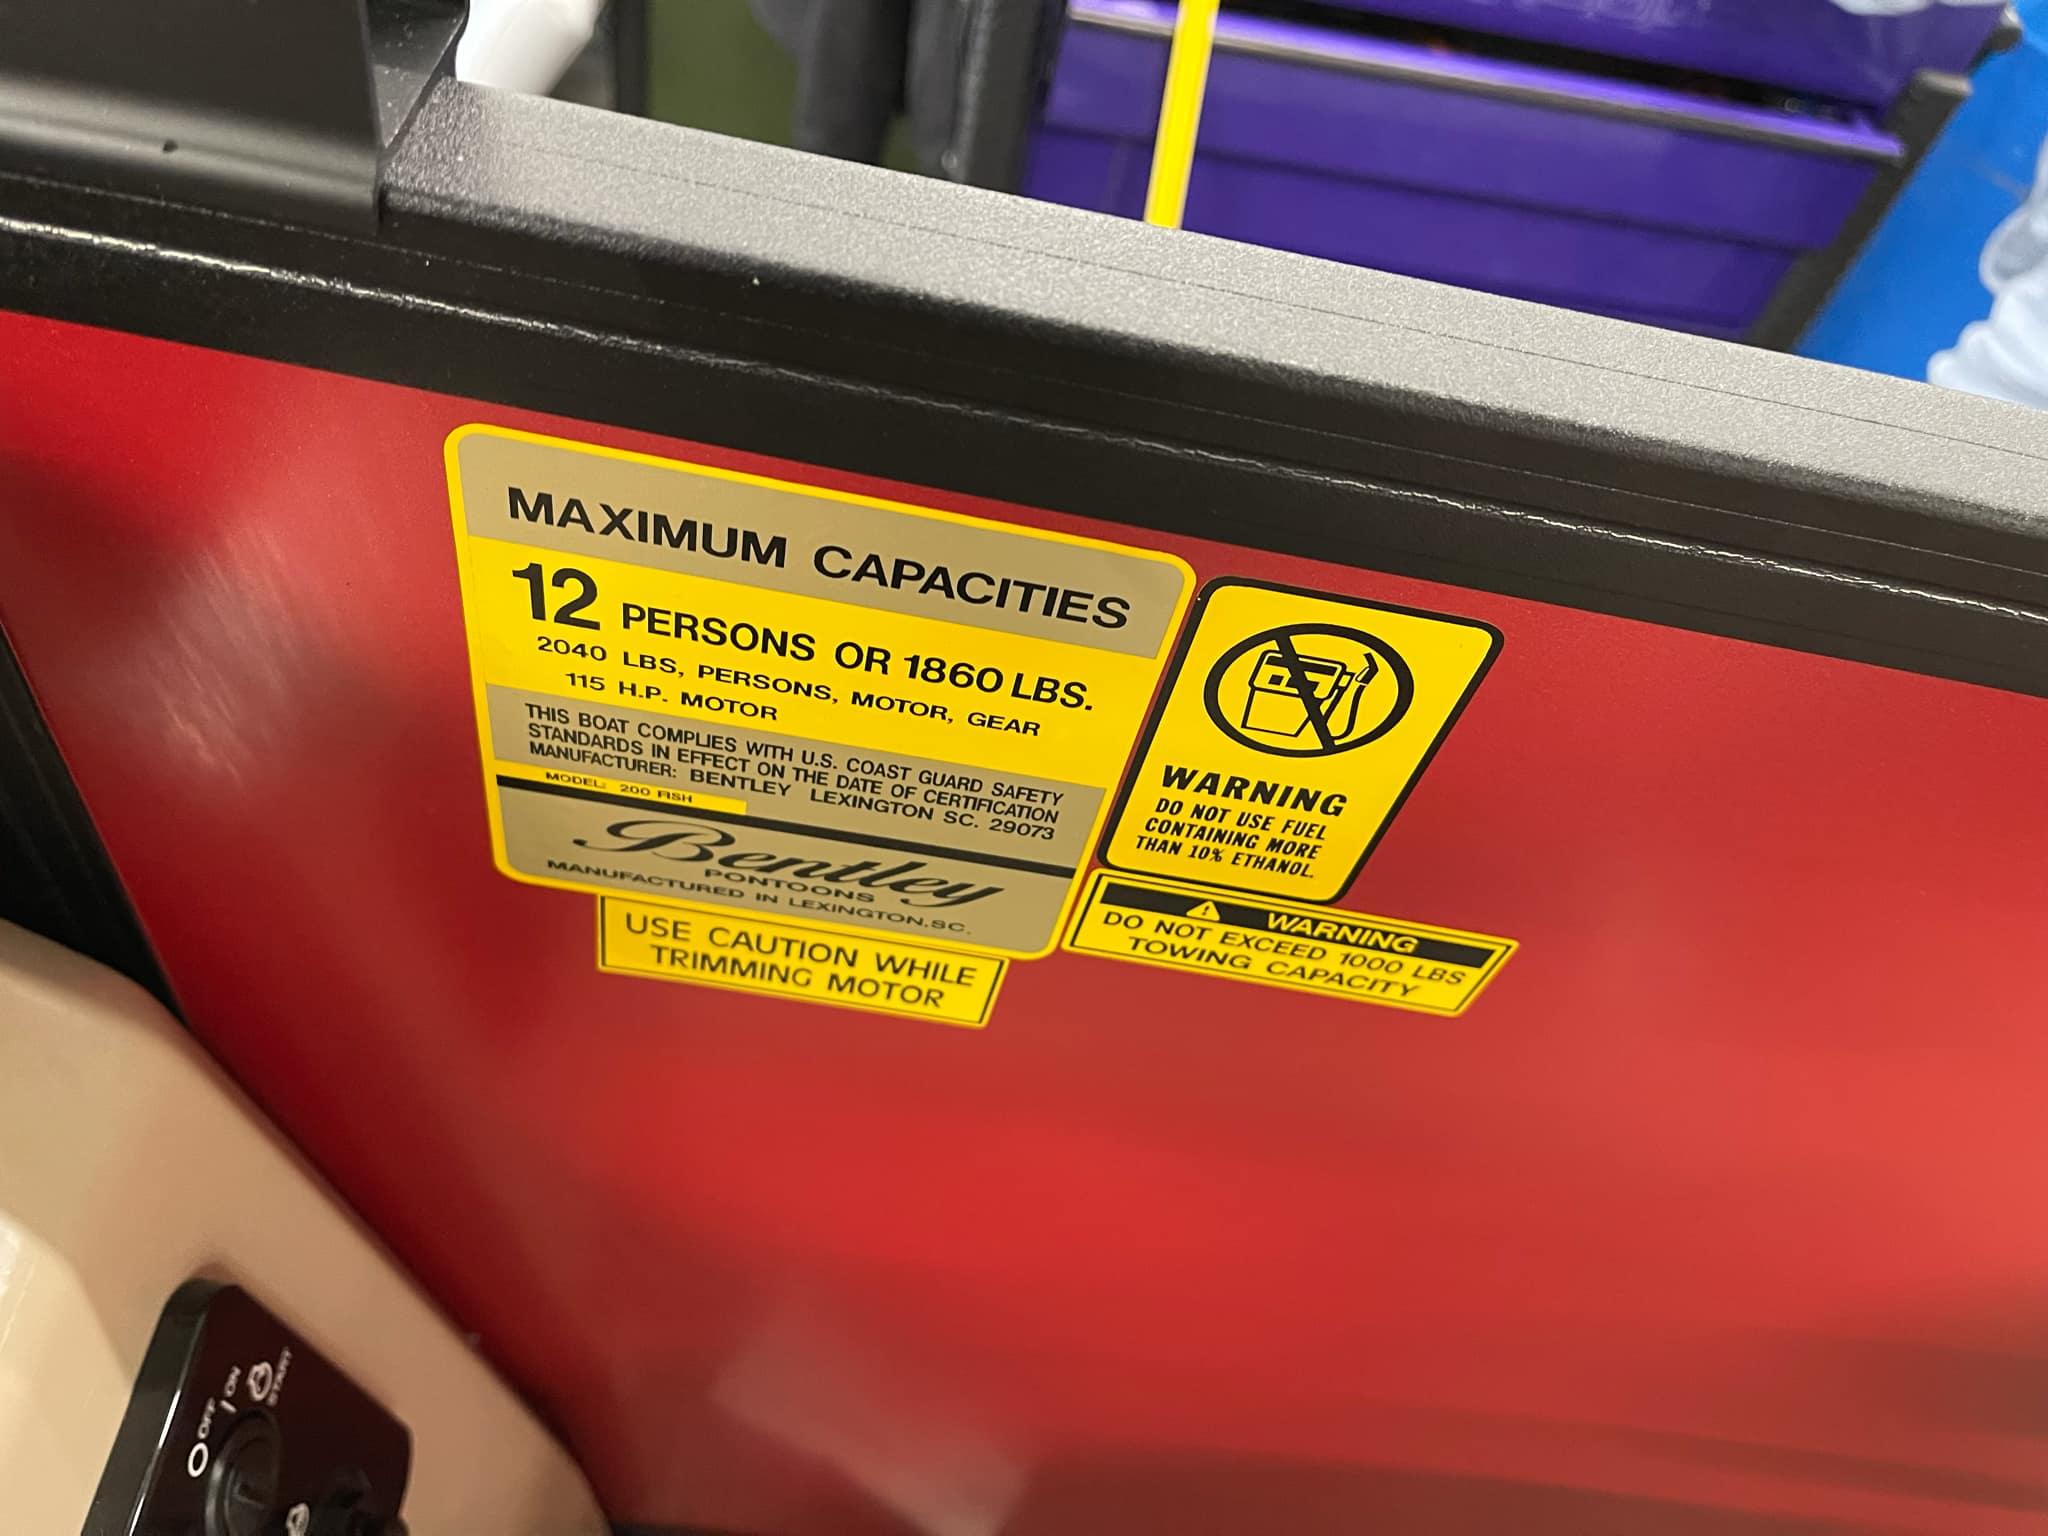 MAXIMUM CAPACITIES
12 PERSONS OR 1860 LBS.
2040 LBS, PERSONS, MOTOR, GEAR
115 H.P. MOTOR
THIS BOAT COMPLIES WITH U.S. COAST GUARD SAFETY
STANDARDS IN EFFECT ON THE DATE OF CERTIFICATION
MANUFACTURER: BENTLEY LEXINGTON SC. 29073
MODEL: 200 FISH
Bentley
PONTOONS
MANUFACTURED IN LEXINGTON, SC.
USE CAUTION WHILE
TRIMMING MOTOR
WARNING
DO NOT USE FUEL
CONTAINING MORE
THAN 10% ETHANOL.
WARNING
DO NOT EXCEED 1000 LBS
TOWING CAPACITY
OFF
ON
START